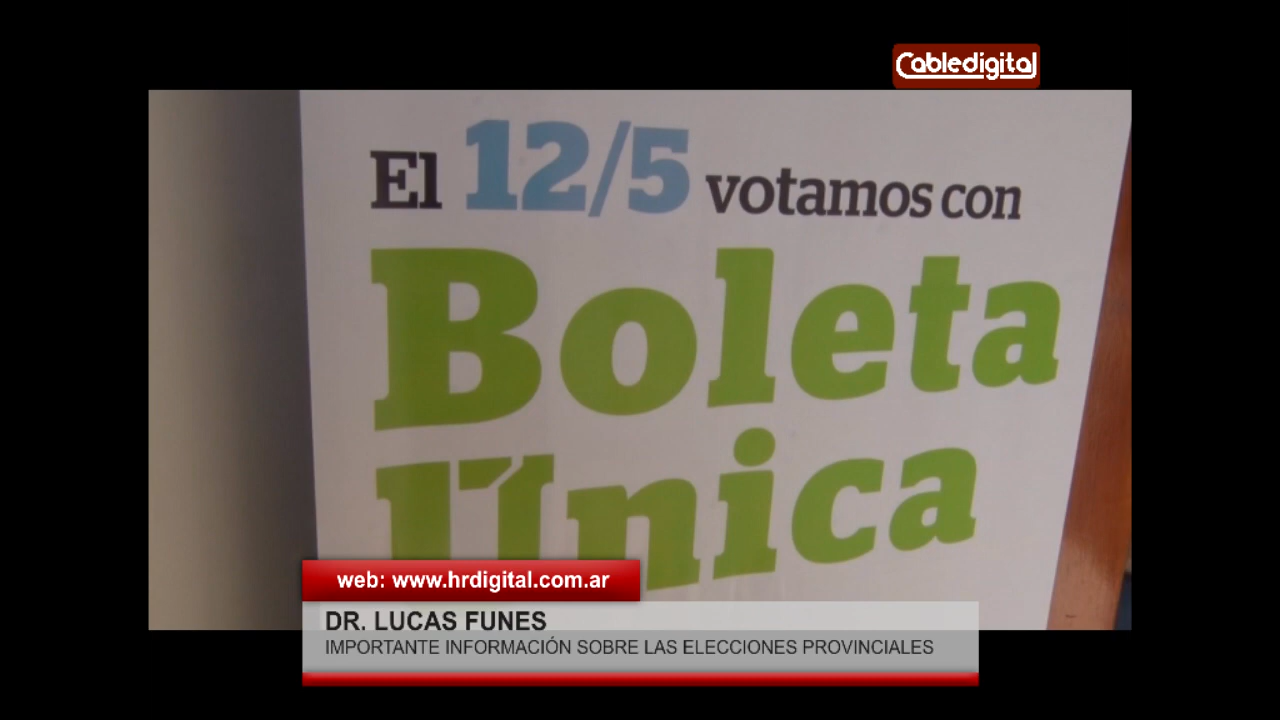 Cabledigital
El 12/5 votamos con
Boleta
Única
web: www.hrdigital.com.ar
DR. LUCAS FUNES
IMPORTANTE INFORMACIÓN SOBRE LAS ELECCIONES PROVINCIALES